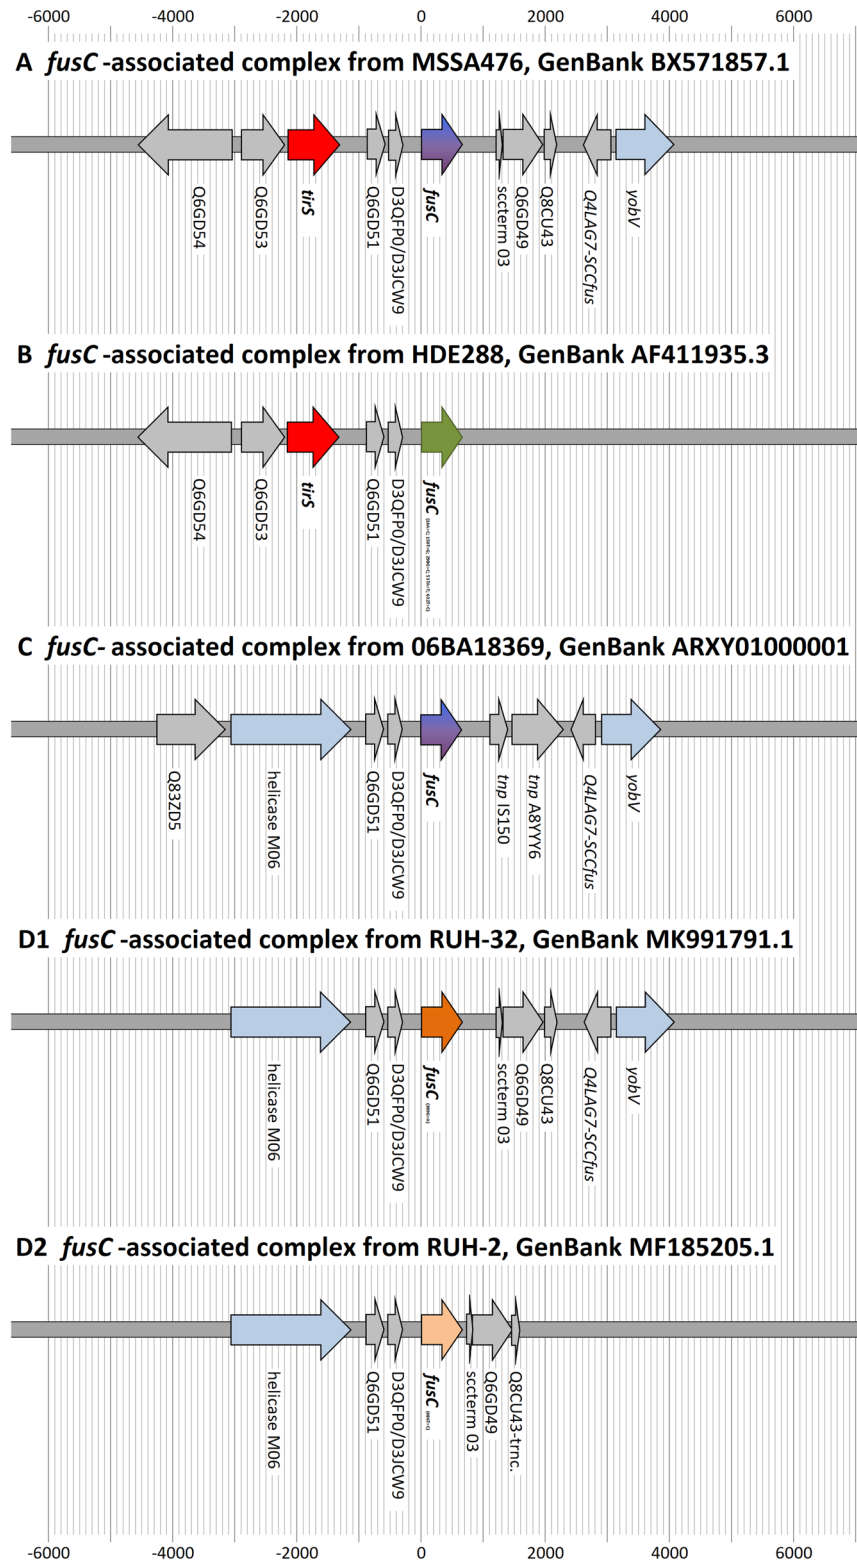 -6000 -4000 -2000 0 2000 4000 6000
A fusC -associated complex from MSSA476, GenBank BX571857.1
Q6GD54
Q6GD53
tirS
Q6GD51
D3QFP0/D3JCW9
fusC
sccterm 03
Q6GD49
Q8CU43
Q4LAG7-SCCfus
yobV
B fusC -associated complex from HDE288, GenBank AF411935.3
Q6GD54
Q6GD53
tirS
Q6GD51
D3QFP0/D3JCW9
fusC
C fusC- associated complex from 06BA18369, GenBank ARXY01000001
Q83ZD5
helicase M06
Q6GD51
D3QFP0/D3JCW9
fusC
tnp IS150
tnp A8YYY6
Q4LAG7-SCCfus
yobV
D1 fusC -associated complex from RUH-32, GenBank MK991791.1
helicase M06
Q6GD51
D3QFP0/D3JCW9
fusC
sccterm 03
Q6GD49
Q8CU43
Q4LAG7-SCCfus
yobV
D2 fusC -associated complex from RUH-2, GenBank MF185205.1
helicase M06
Q6GD51
D3QFP0/D3JCW9
fusC
sccterm 03
Q6GD49
Q8CU43-trnc.
-6000 -4000 -2000 0 2000 4000 6000